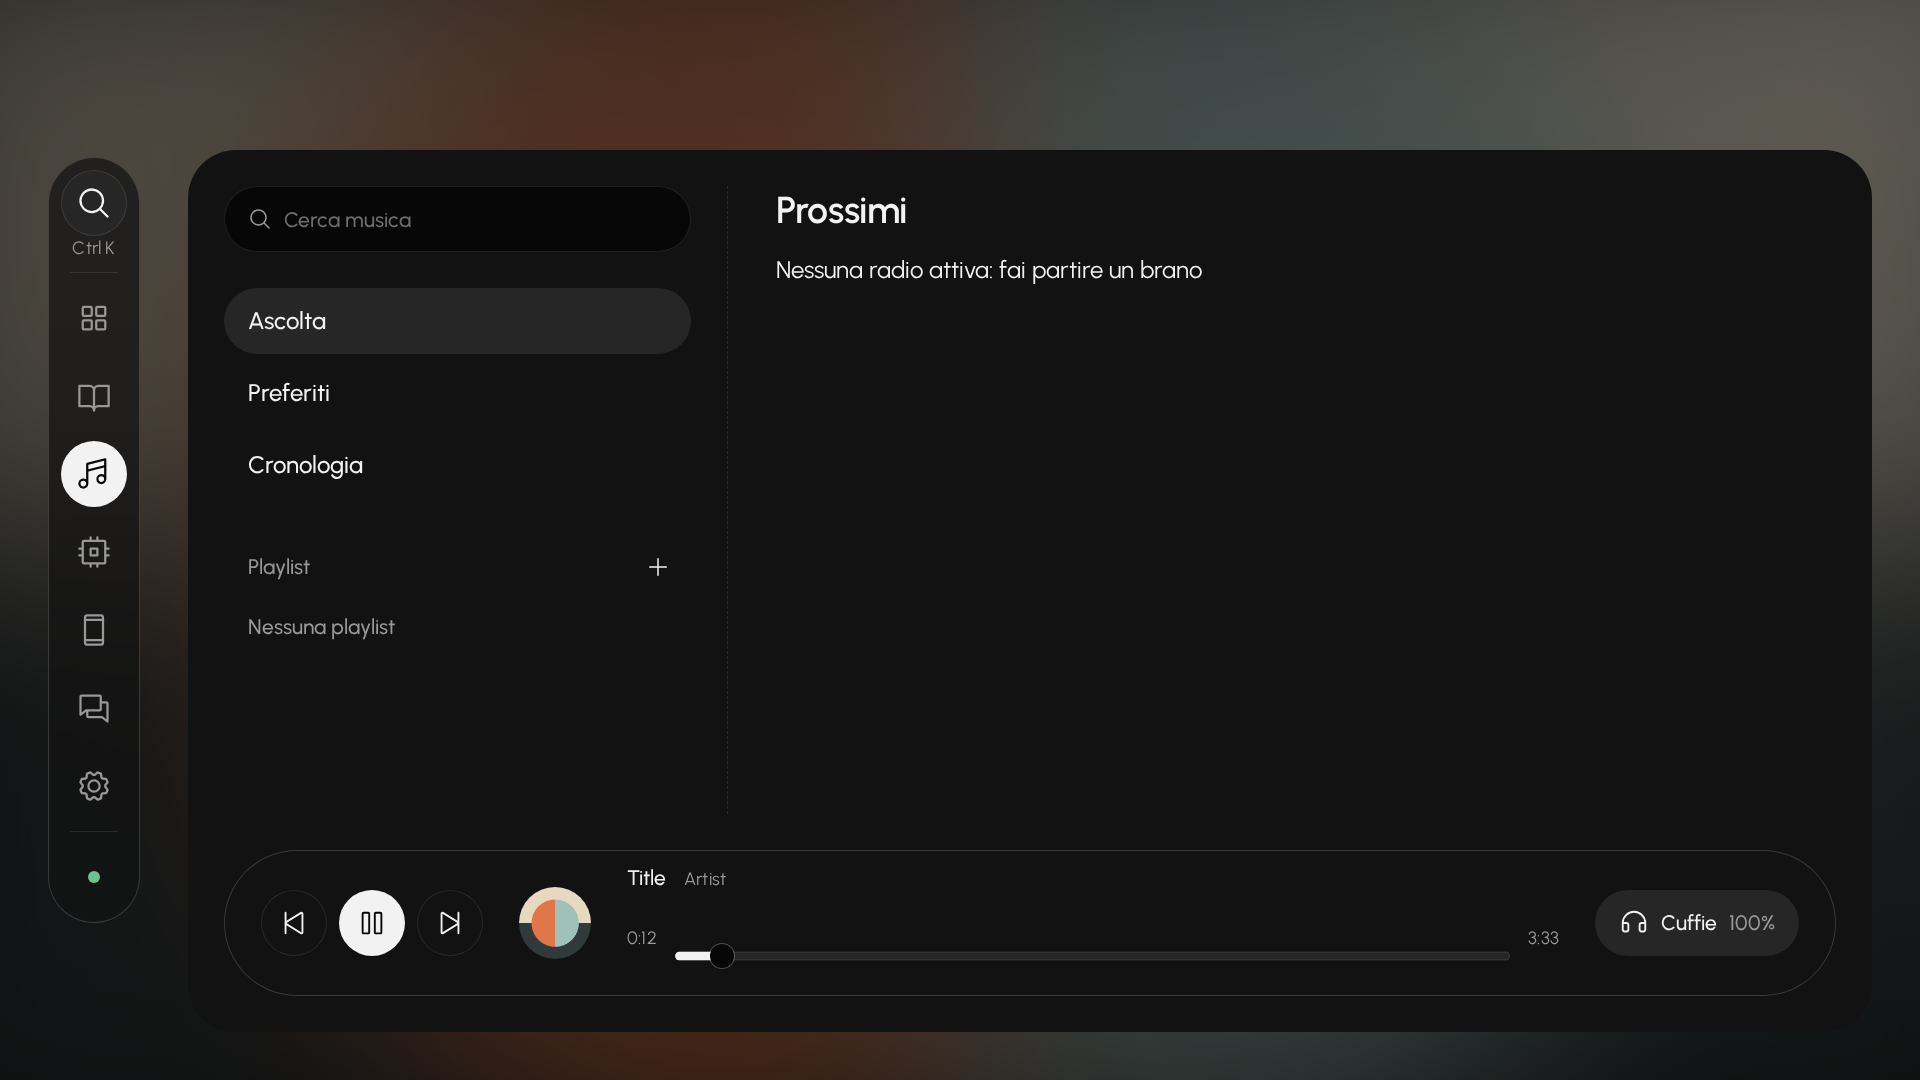 Ctrl K
Cerca musica
Ascolta
Preferiti
Cronologia
Playlist
Nessuna playlist
Prossimi
Nessuna radio attiva: fai partire un brano
Title Artist
0:12
3:33
Cuffie 100%